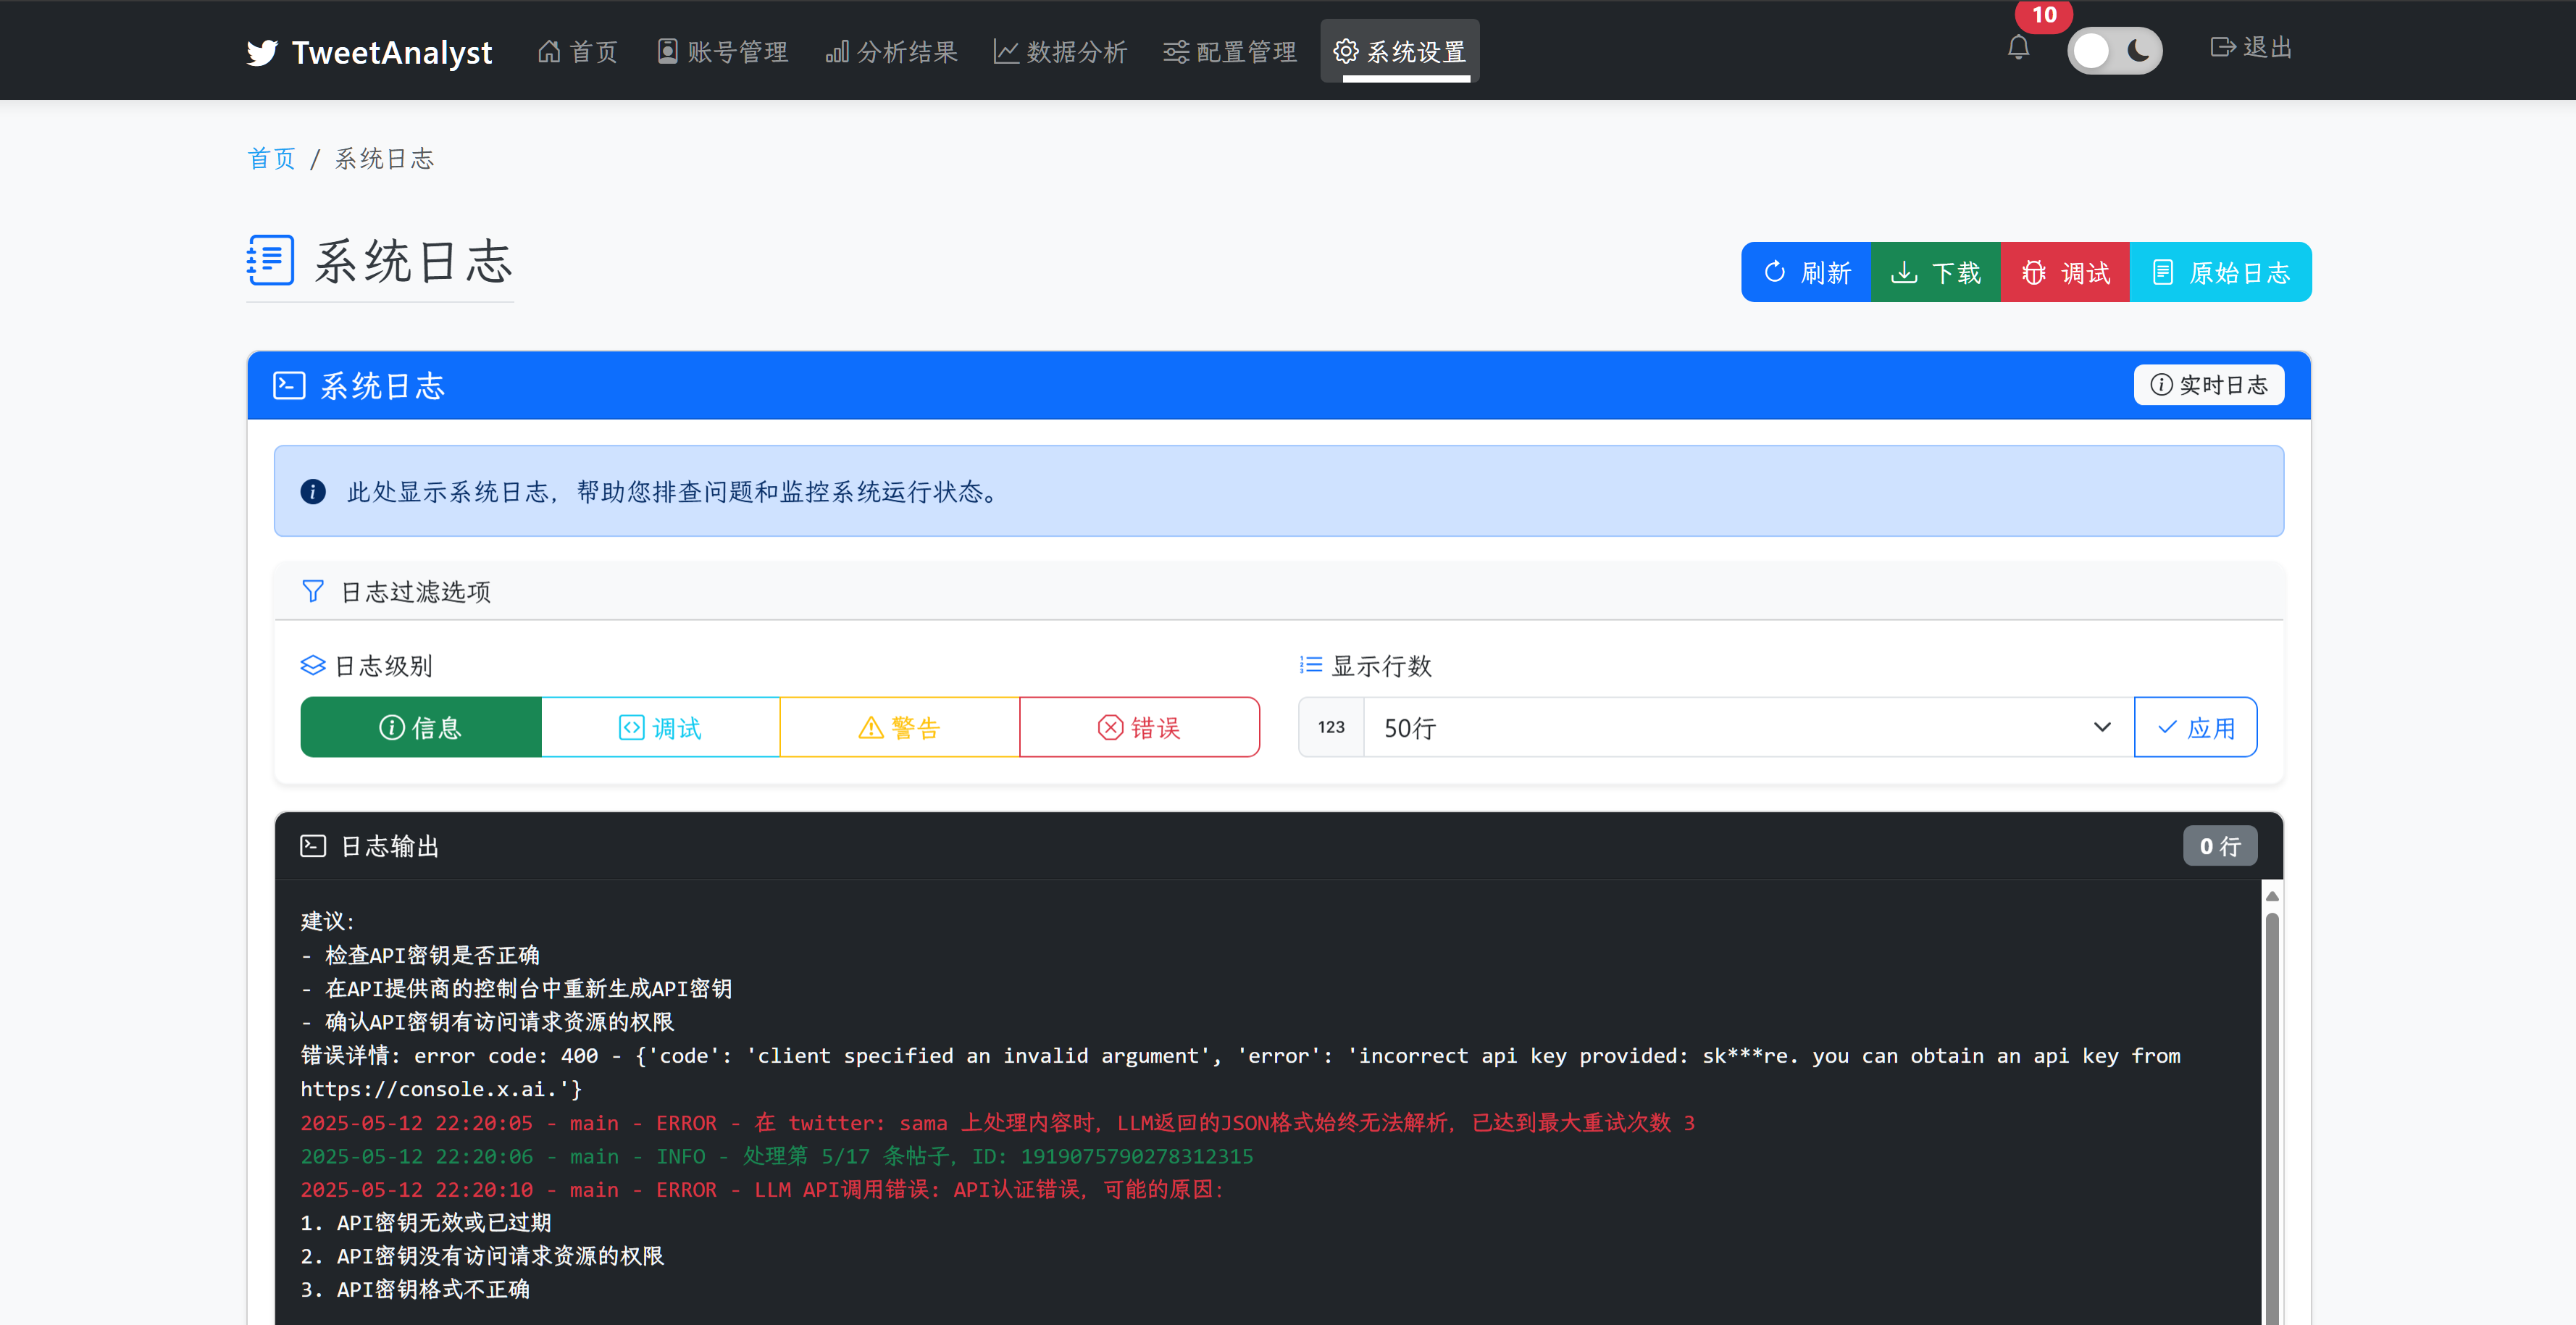 TweetAnalyst 首页 账号管理 分析结果 数据分析 配置管理 系统设置 10 退出
首页 / 系统日志
系统日志
刷新 下载 调试 原始日志
系统日志 实时日志
此处显示系统日志，帮助您排查问题和监控系统运行状态。
日志过滤选项
日志级别
信息 调试 警告 错误
显示行数
123 50行 应用
日志输出 0 行
建议:
- 检查API密钥是否正确
- 在API提供商的控制台中重新生成API密钥
- 确认API密钥有访问请求资源的权限
错误详情: error code: 400 - {'code': 'client specified an invalid argument', 'error': 'incorrect api key provided: sk***re. you can obtain an api key from
https://console.x.ai.'}
2025-05-12 22:20:05 - main - ERROR - 在 twitter: sama 上处理内容时, LLM返回的JSON格式始终无法解析, 已达到最大重试次数 3
2025-05-12 22:20:06 - main - INFO - 处理第 5/17 条帖子, ID: 1919075790278312315
2025-05-12 22:20:10 - main - ERROR - LLM API调用错误: API认证错误, 可能的原因:
1. API密钥无效或已过期
2. API密钥没有访问请求资源的权限
3. API密钥格式不正确